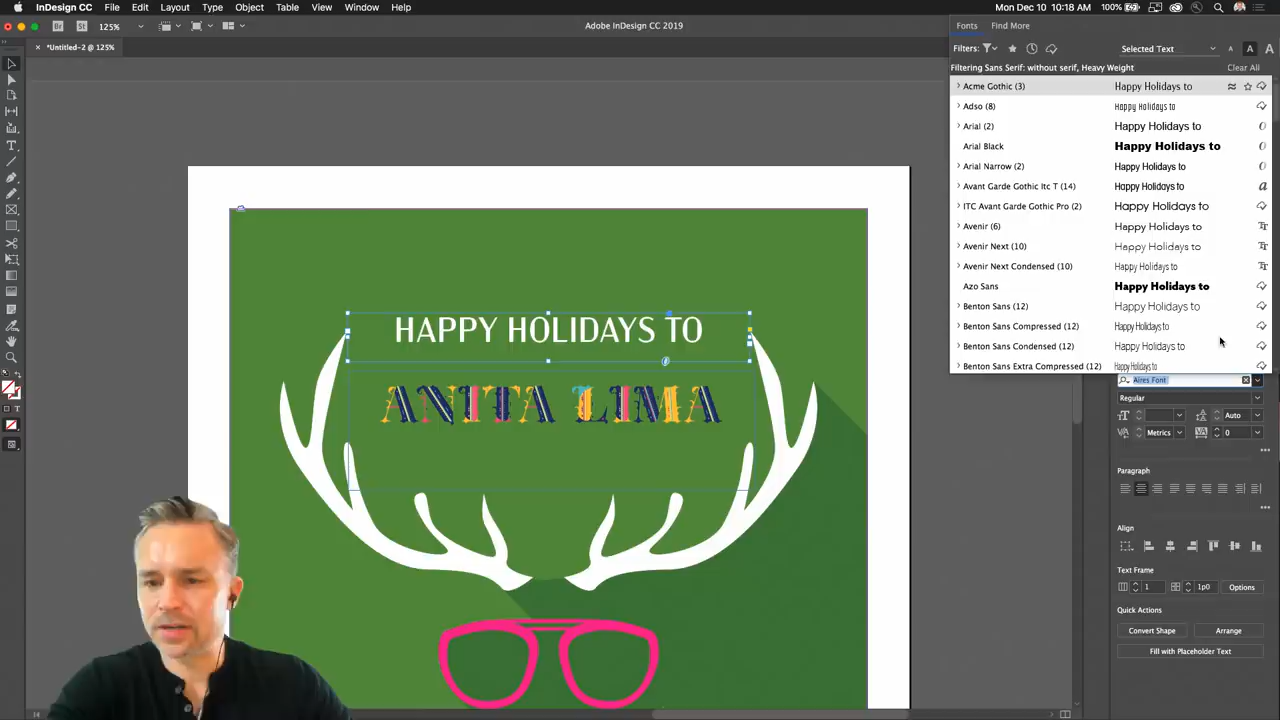 InDesign CC File Edit Layout Type Object Table View Window Help
100% Mon Dec 10 10:18 AM
Br St 125%
Adobe InDesign CC 2019
*Untitled-2 @ 125%
Fonts Find More
Filters: Selected Text A A A
Filtering Sans Serif: without serif, Heavy Weight Clear All
Acme Gothic (3) Happy Holidays to
Adso (8) Happy Holidays to
Arial (2) Happy Holidays to
Arial Black Happy Holidays to
Arial Narrow (2) Happy Holidays to
Avant Garde Gothic Itc T (14) Happy Holidays to
ITC Avant Garde Gothic Pro (2) Happy Holidays to
Avenir (6) Happy Holidays to
Avenir Next (10) Happy Holidays to
Avenir Next Condensed (10) Happy Holidays to
Azo Sans Happy Holidays to
Benton Sans (12) Happy Holidays to
Benton Sans Compressed (12) Happy Holidays to
Benton Sans Condensed (12) Happy Holidays to
Benton Sans Extra Compressed (12) Happy Holidays to
HAPPY HOLIDAYS TO
ANITA LIMA
Aires Font
Regular
Auto
Metrics 0
Paragraph
Align
Text Frame
1 1p0 Options
Quick Actions
Convert Shape Arrange
Fill with Placeholder Text